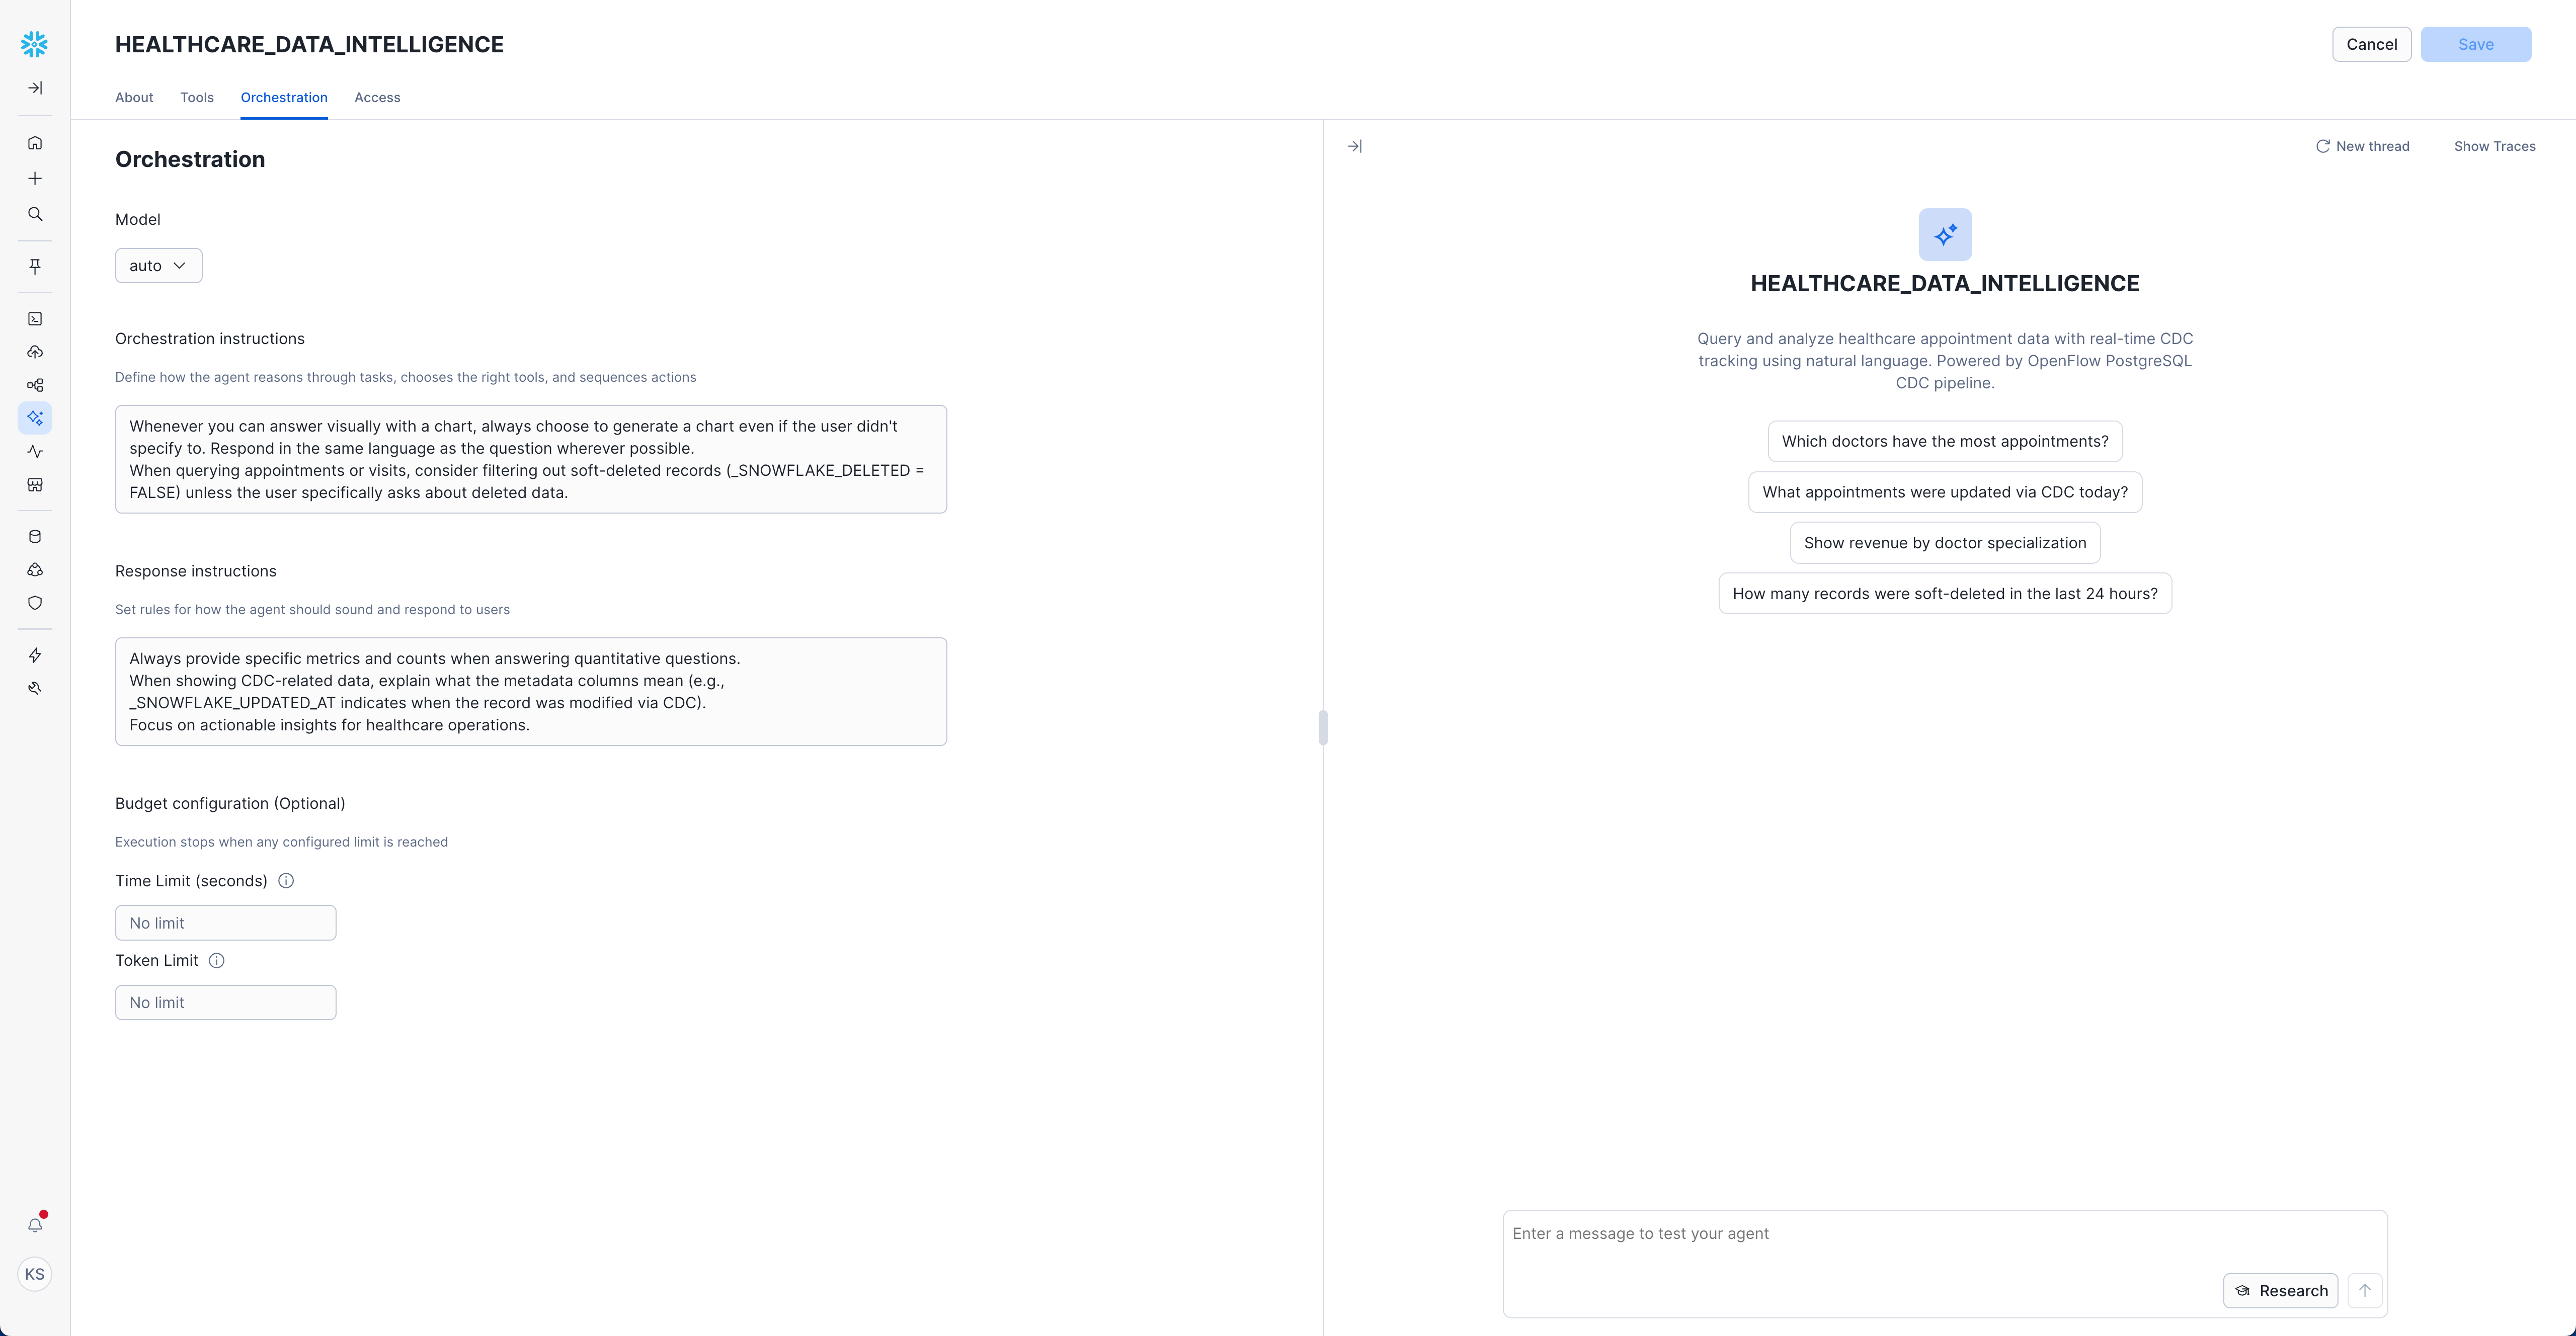 HEALTHCARE_DATA_INTELLIGENCE
Cancel
Save
About
Tools
Orchestration
Access
Orchestration
Model
auto
Orchestration instructions
Define how the agent reasons through tasks, chooses the right tools, and sequences actions
Whenever you can answer visually with a chart, always choose to generate a chart even if the user didn't
specify to. Respond in the same language as the question wherever possible.
When querying appointments or visits, consider filtering out soft-deleted records (_SNOWFLAKE_DELETED =
FALSE) unless the user specifically asks about deleted data.
Response instructions
Set rules for how the agent should sound and respond to users
Always provide specific metrics and counts when answering quantitative questions.
When showing CDC-related data, explain what the metadata columns mean (e.g.,
_SNOWFLAKE_UPDATED_AT indicates when the record was modified via CDC).
Focus on actionable insights for healthcare operations.
Budget configuration (Optional)
Execution stops when any configured limit is reached
Time Limit (seconds)
No limit
Token Limit
No limit
KS
New thread
Show Traces
HEALTHCARE_DATA_INTELLIGENCE
Query and analyze healthcare appointment data with real-time CDC
tracking using natural language. Powered by OpenFlow PostgreSQL
CDC pipeline.
Which doctors have the most appointments?
What appointments were updated via CDC today?
Show revenue by doctor specialization
How many records were soft-deleted in the last 24 hours?
Enter a message to test your agent
Research